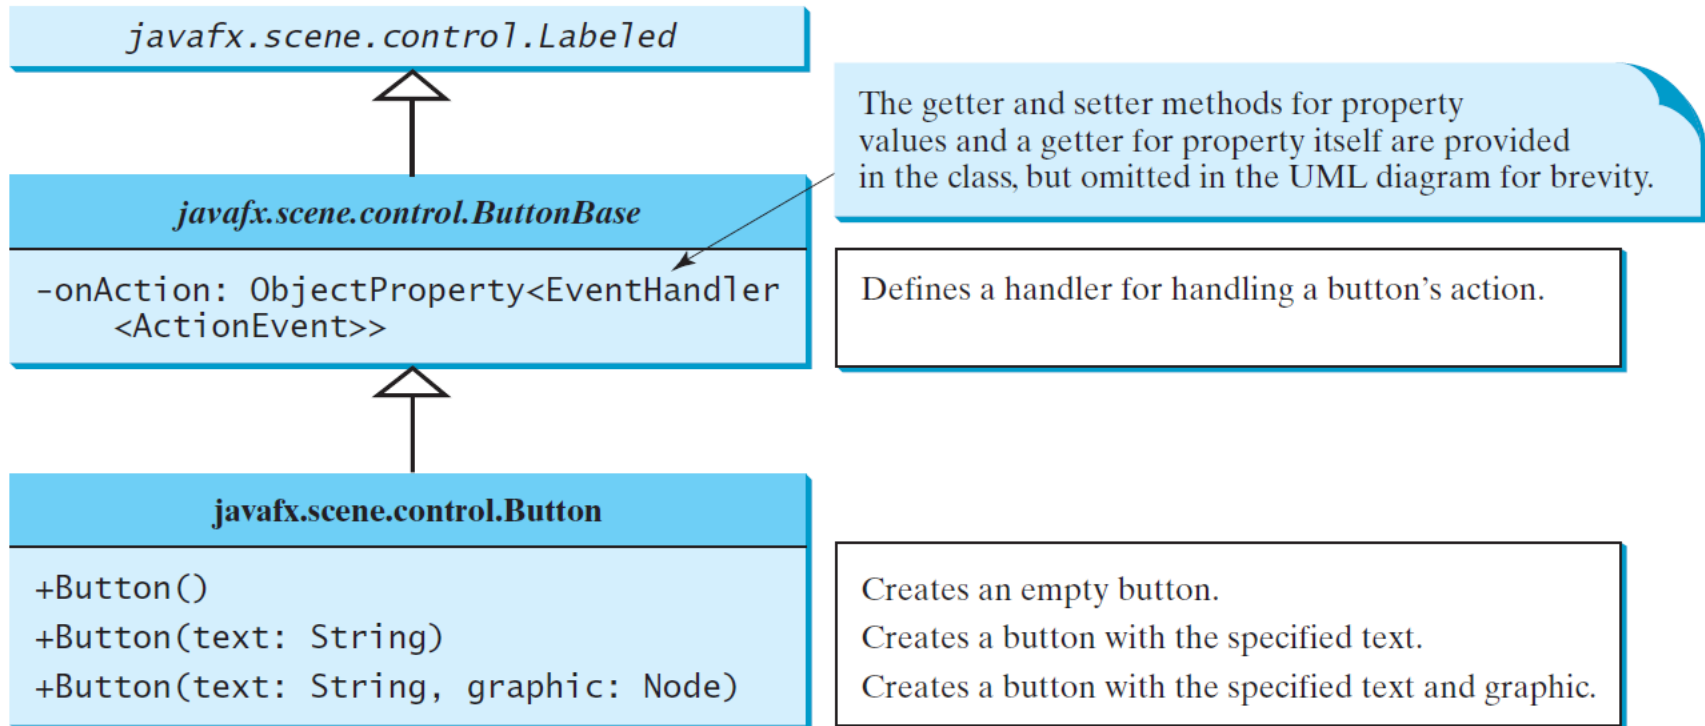 javafx.scene.control.Labeled
The getter and setter methods for property
values and a getter for property itself are provided
in the class, but omitted in the UML diagram for brevity.
javafx.scene.control.ButtonBase
-onAction: ObjectProperty<EventHandler
<ActionEvent>>
Defines a handler for handling a button’s action.
javafx.scene.control.Button
+Button()
Creates an empty button.
+Button(text: String)
Creates a button with the specified text.
+Button(text: String, graphic: Node)
Creates a button with the specified text and graphic.